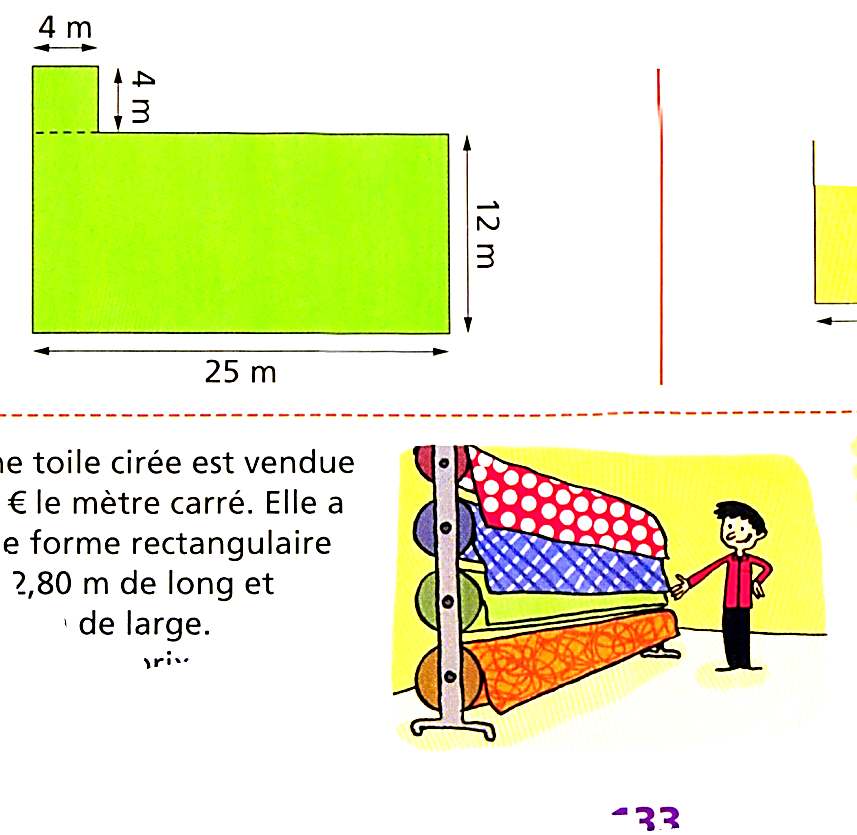 4 m
4 m
12 m
25 m
toile cirée est vendue
€ le mètre carré. Elle a
forme rectangulaire
2,80 m de long et
de large.